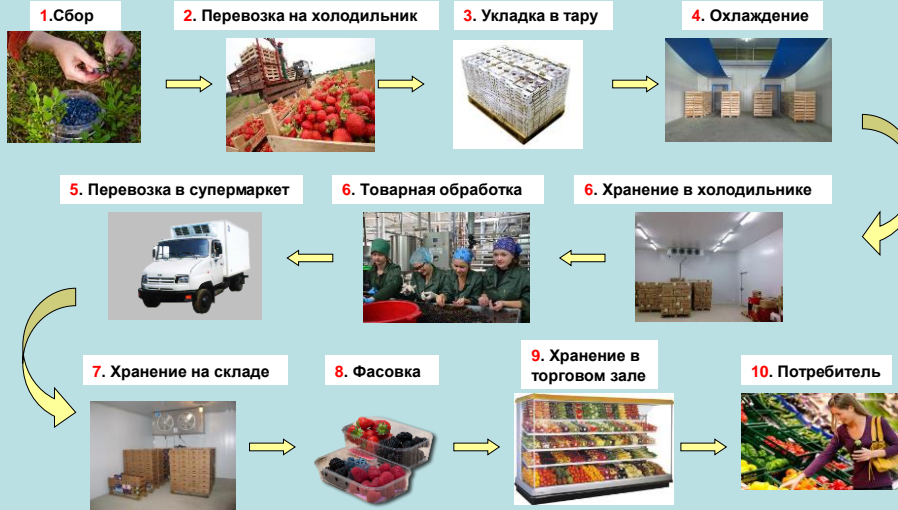 1.Сбор
2. Перевозка на холодильник
3. Укладка в тару
4. Охлаждение
5. Перевозка в супермаркет
6. Товарная обработка
6. Хранение в холодильнике
7. Хранение на складе
8. Фасовка
9. Хранение в
торговом зале
10. Потребитель